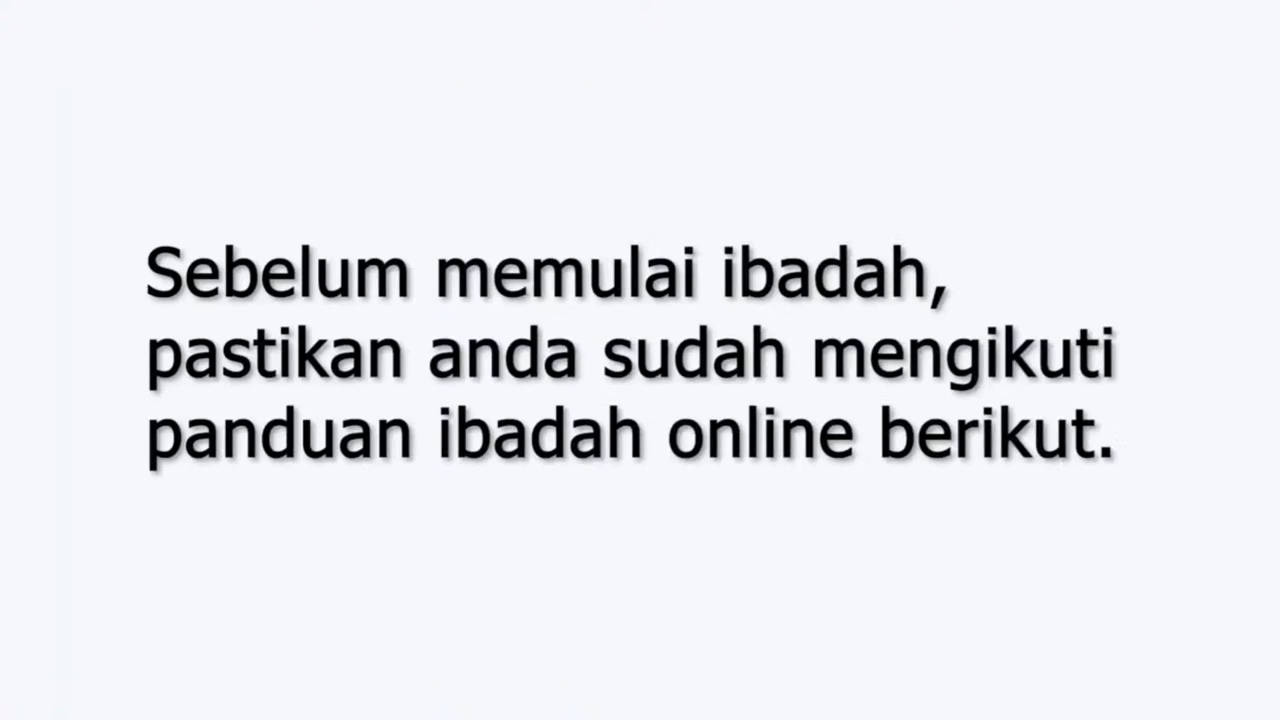 Sebelum memulai ibadah,
pastikan anda sudah mengikuti
panduan ibadah online berikut.